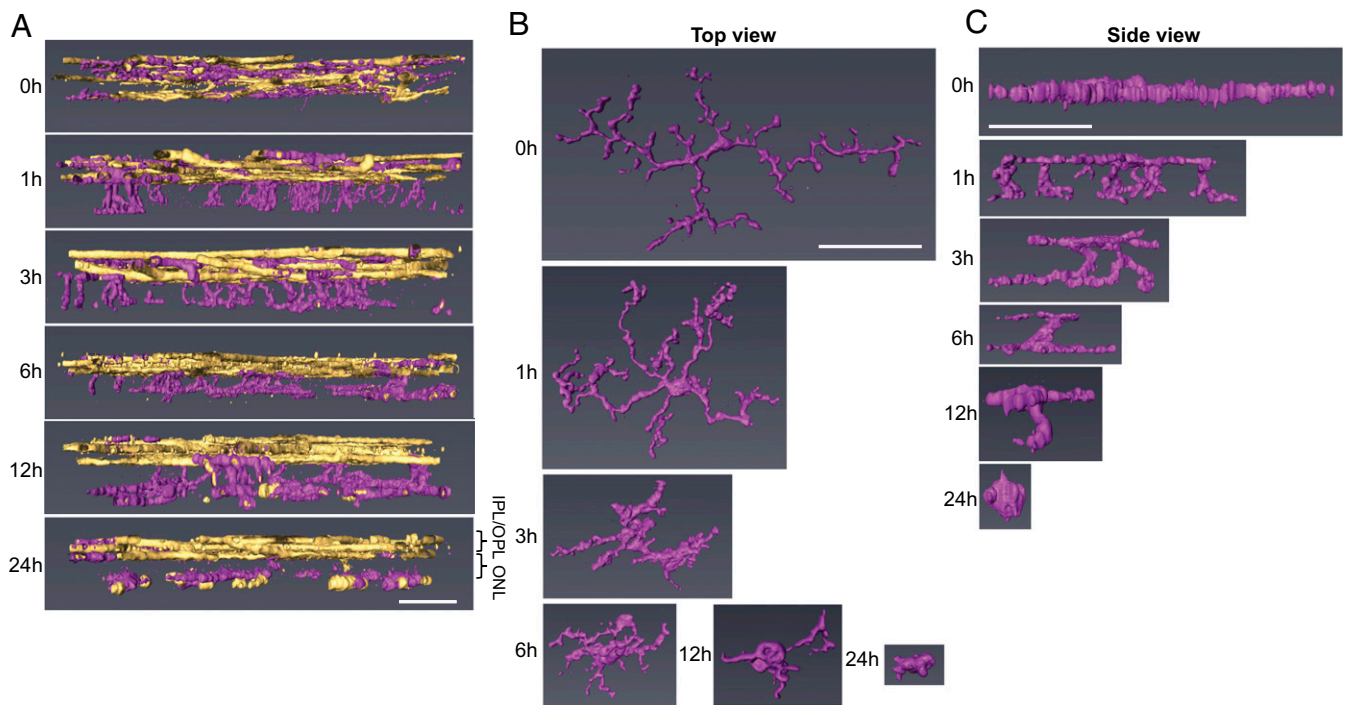 A
0h
1h
3h
6h
12h
24h
IPL/OPL ONL
B
Top view
0h
1h
3h
6h
12h
24h
C
Side view
0h
1h
3h
6h
12h
24h